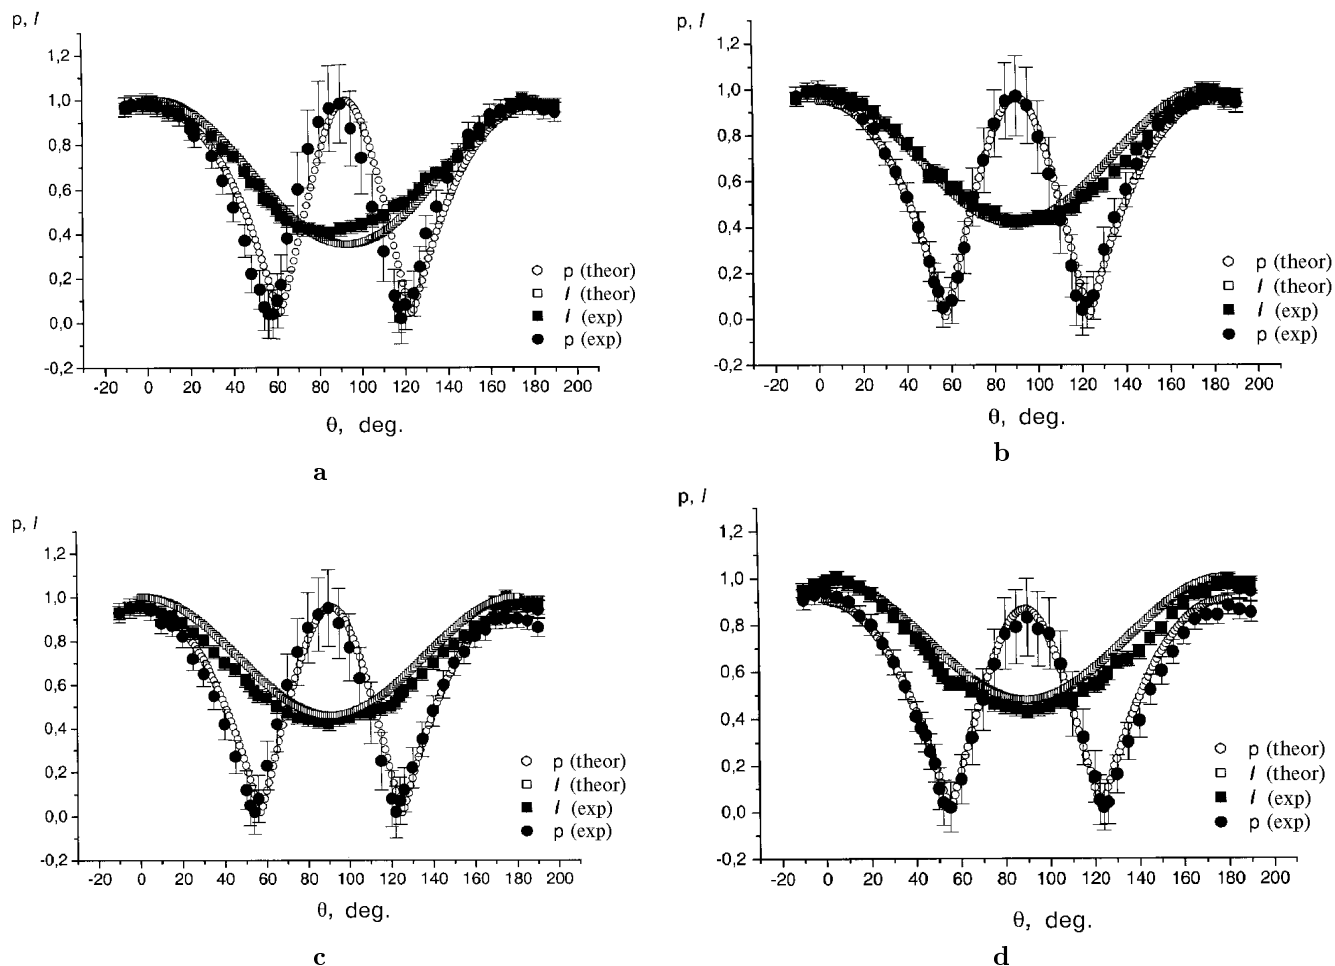 p, I
1,2
1,0
0,8
0,6
0,4
0,2
0,0
-0,2
-20 0 20 40 60 80 100 120 140 160 180 200
p (theor)
I (theor)
I (exp)
p (exp)
θ, deg.
a
p, I
1,2
1,0
0,8
0,6
0,4
0,2
0,0
-0,2
-20 0 20 40 60 80 100 120 140 160 180 200
p (theor)
I (theor)
I (exp)
p (exp)
θ, deg.
b
p, I
1,2
1,0
0,8
0,6
0,4
0,2
0,0
-0,2
-20 0 20 40 60 80 100 120 140 160 180 200
p (theor)
I (theor)
I (exp)
p (exp)
θ, deg.
c
p, I
1,2
1,0
0,8
0,6
0,4
0,2
0,0
-0,2
-20 0 20 40 60 80 100 120 140 160 180 200
p (theor)
I (theor)
I (exp)
p (exp)
θ, deg.
d